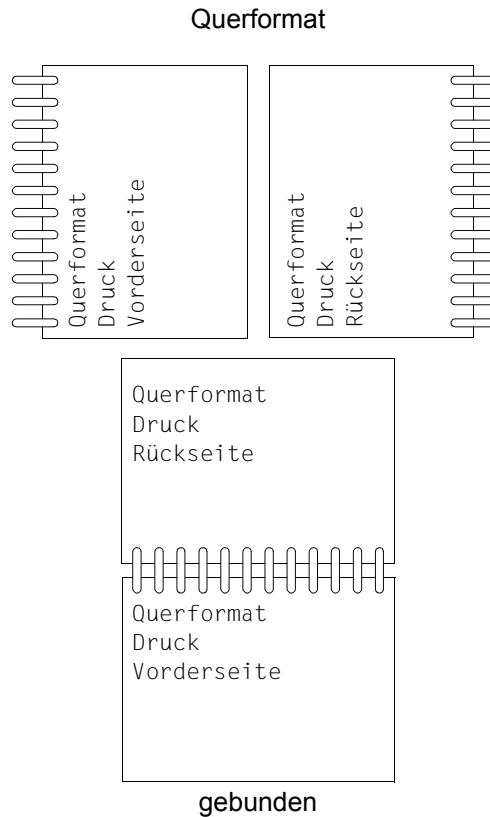 Querformat
Querformat
Druck
Vorderseite
Querformat
Druck
Rückseite
Querformat
Druck
Rückseite
Querformat
Druck
Vorderseite
gebunden